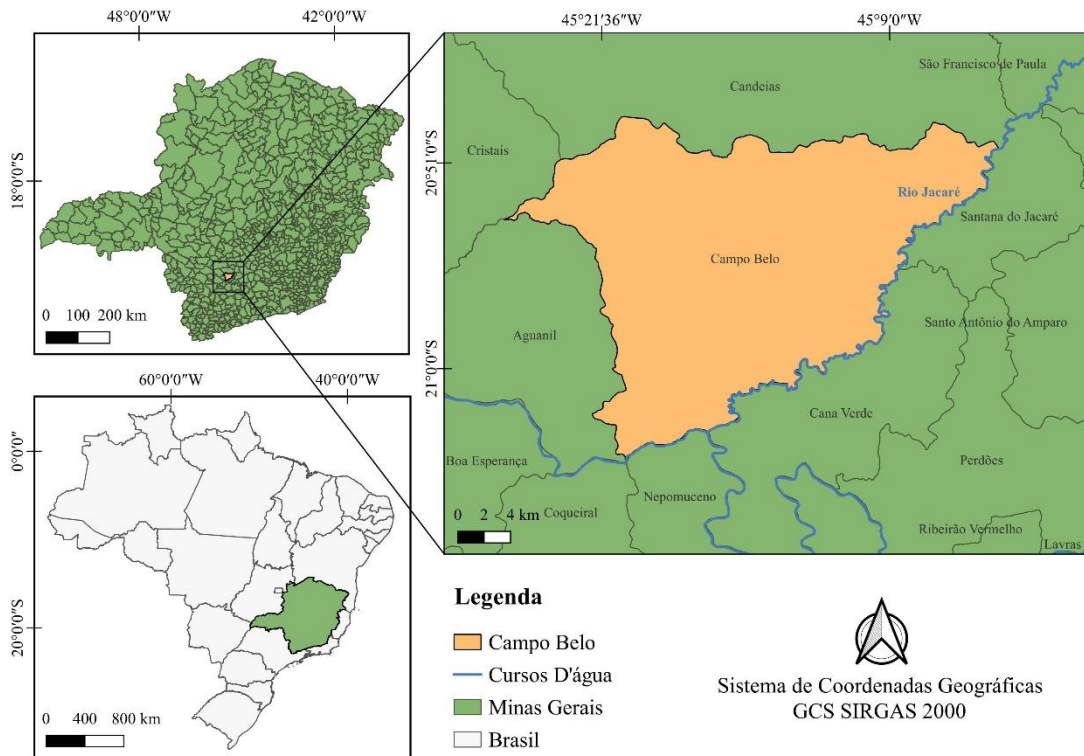 48°0'0"W
42°0'0"W
18°0'0"S
0 100 200 km
60°0'0"W
40°0'0"W
0°0'0"
20°0'0"S
0 400 800 km
45°21'36"W
45°9'0"W
20°51'0"S
21°0'0"S
São Francisco de Paula
Candeias
Cristais
Rio Jacaré
Santana do Jacaré
Campo Belo
Santo Antônio do Amparo
Aguanil
Cana Verde
Boa Esperança
Perdões
Nepomuceno
Coqueiral
Ribeirão Vermelho
Lavras
0 2 4 km
Legenda
Campo Belo
Cursos D'água
Minas Gerais
Brasil
Sistema de Coordenadas Geográficas
GCS SIRGAS 2000